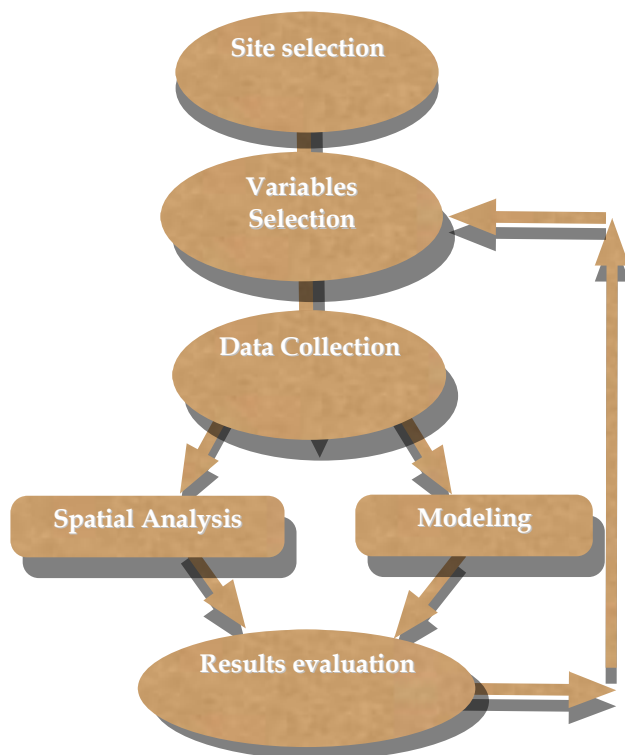 Site selection
Variables
Selection
Data Collection
Spatial Analysis
Modeling
Results evaluation